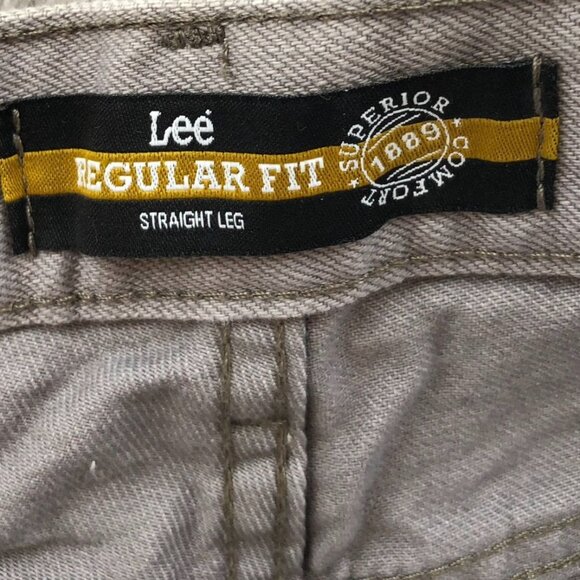 Lee
REGULAR FIT
STRAIGHT LEG
SUPERIOR
1889
COMFORT